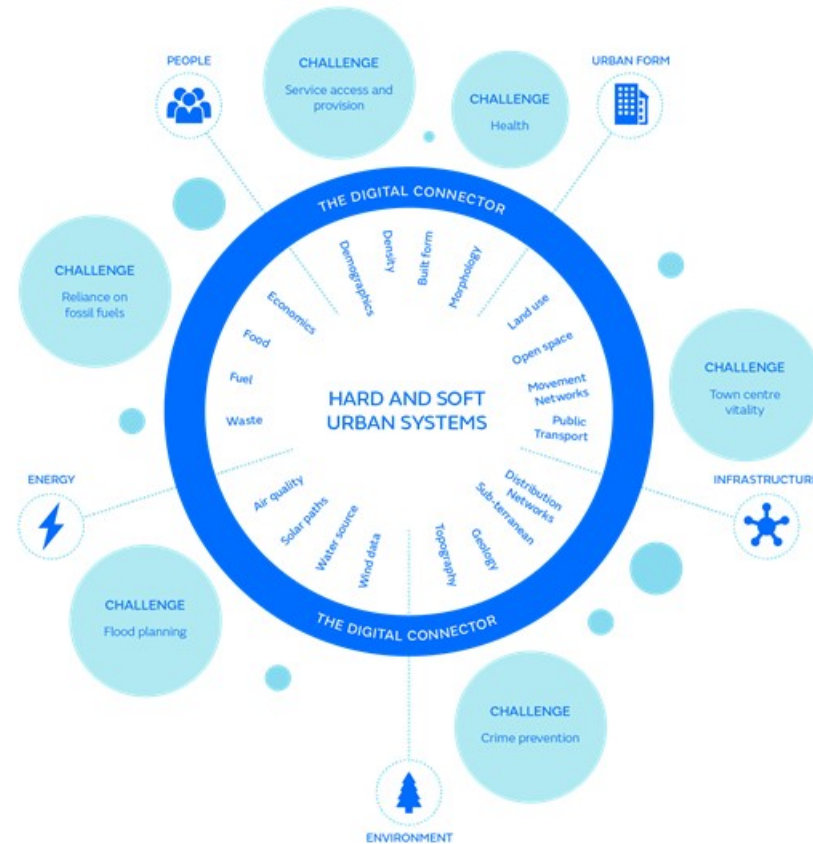 PEOPLE
CHALLENGE
Service access and
provision
CHALLENGE
Health
URBAN FORM
THE DIGITAL CONNECTOR
CHALLENGE
Reliance on
fossil fuels
Demographics
Density
Built form
Morphology
Economics
Food
Fuel
Waste
Land use
Open space
Movement
Networks
Public
Transport
HARD AND SOFT
URBAN SYSTEMS
CHALLENGE
Town centre
vitality
ENERGY
INFRASTRUCTURE
Air quality
Solar paths
Water source
Wind data
Topography
Geology
Sub-terranean
Distribution
Networks
THE DIGITAL CONNECTOR
CHALLENGE
Flood planning
CHALLENGE
Crime prevention
ENVIRONMENT